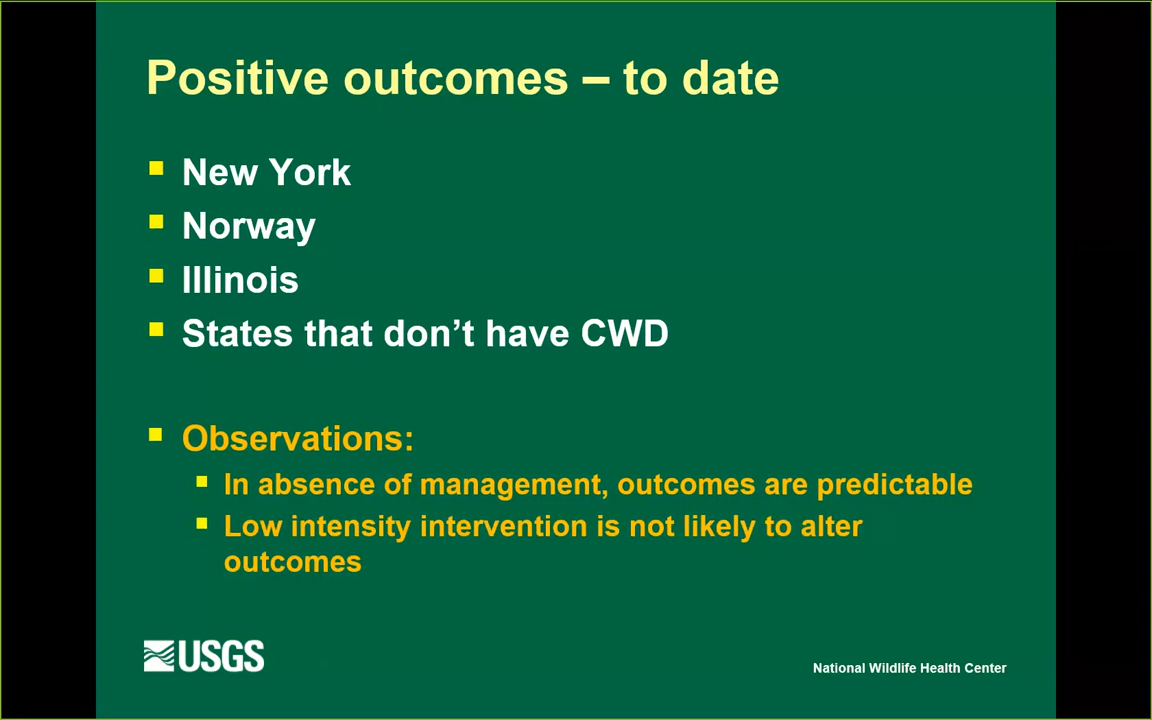 Positive outcomes – to date
New York
Norway
Illinois
States that don’t have CWD
Observations:
In absence of management, outcomes are predictable
Low intensity intervention is not likely to alter
outcomes
USGS
National Wildlife Health Center